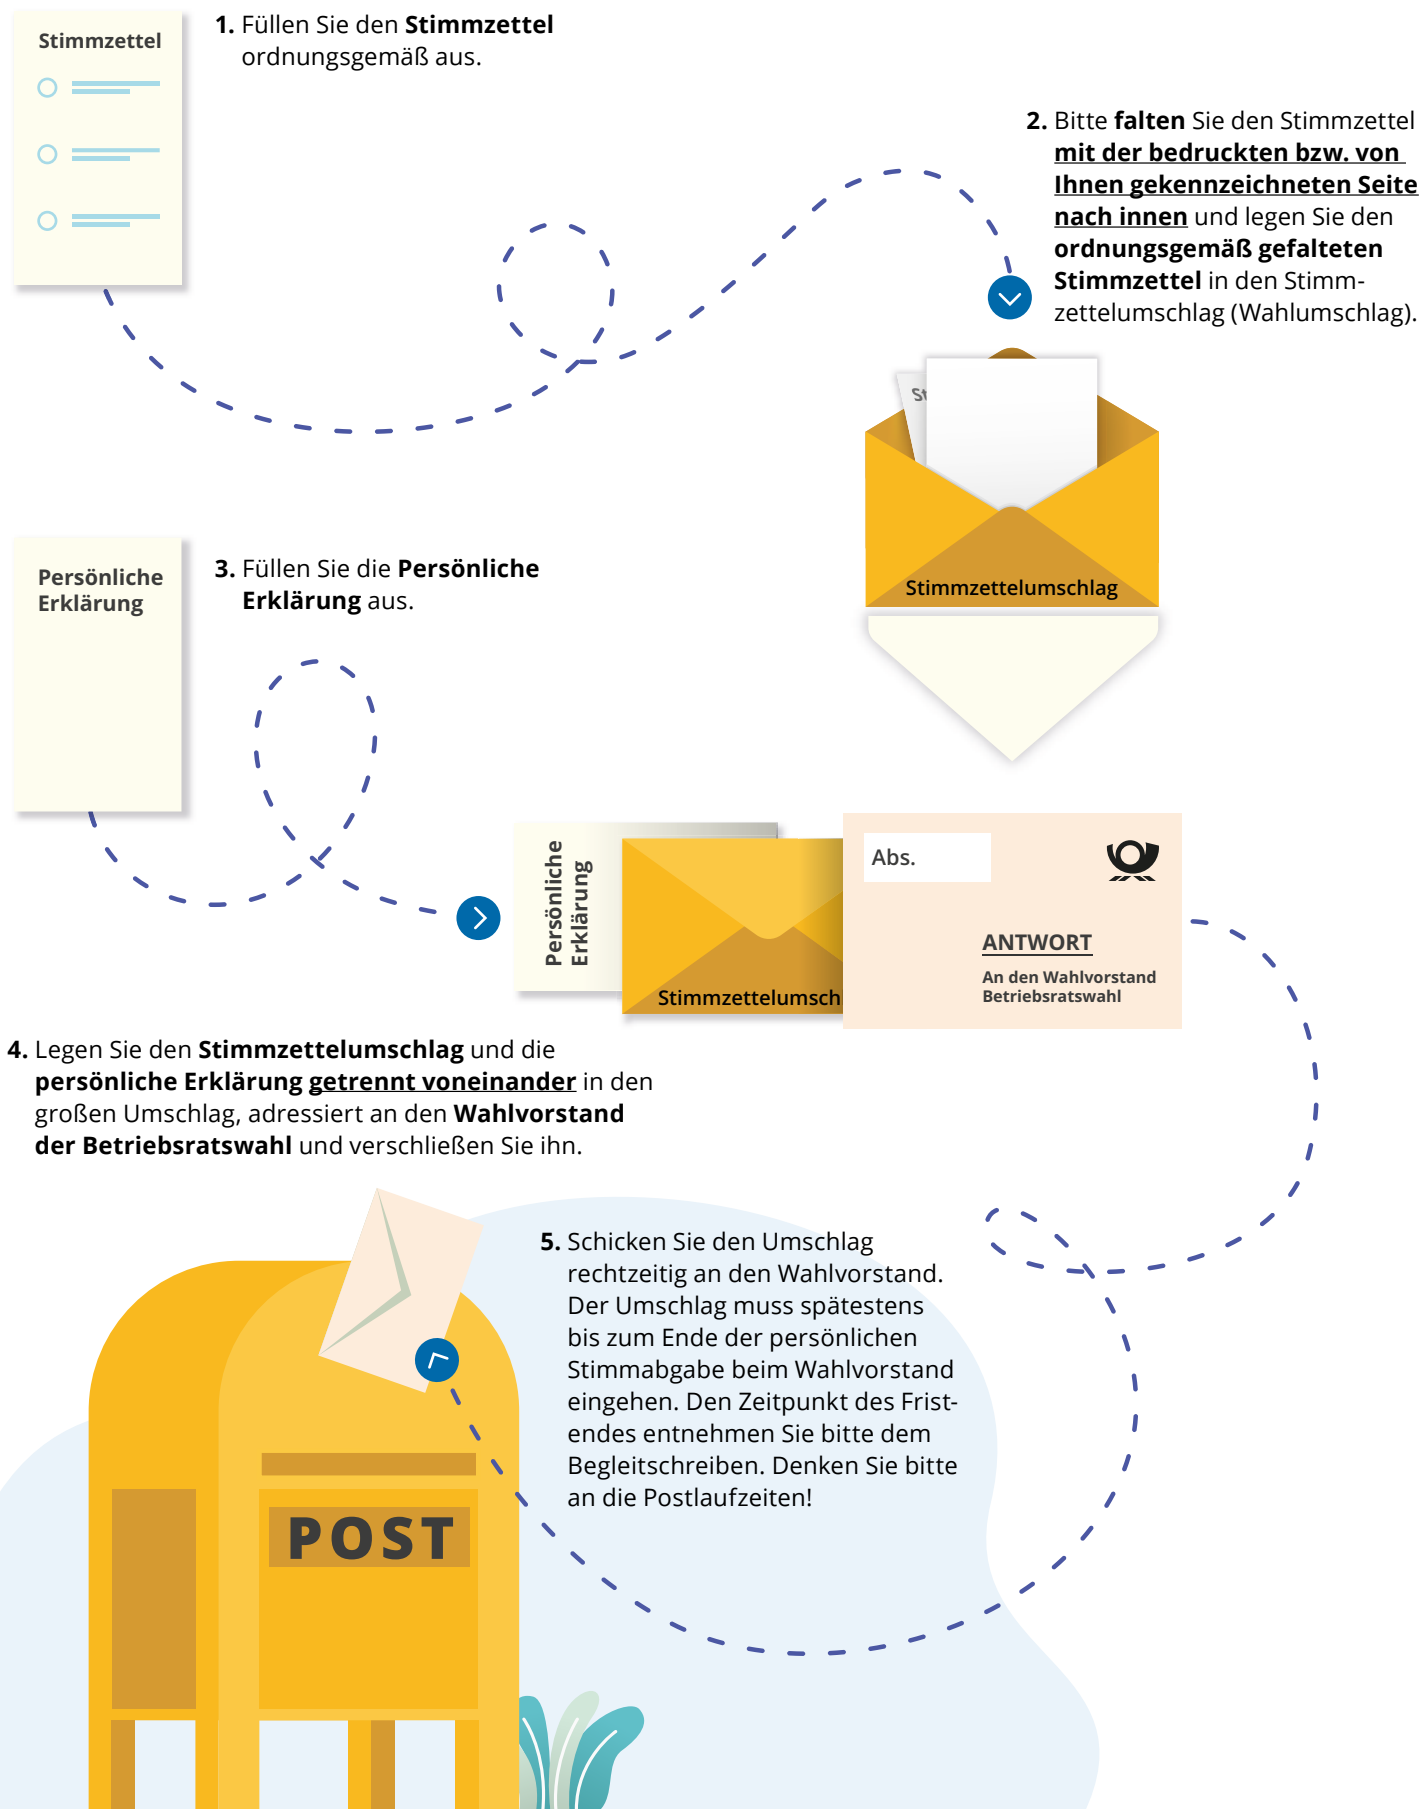 Stimmzettel
1. Füllen Sie den Stimmzettel
ordnungsgemäß aus.
2. Bitte falten Sie den Stimmzettel
mit der bedruckten bzw. von
Ihnen gekennzeichneten Seite
nach innen und legen Sie den
ordnungsgemäß gefalteten
Stimmzettel in den Stimm-
zettelumschlag (Wahlumschlag).
St
Stimmzettelumschlag
Persönliche
Erklärung
3. Füllen Sie die Persönliche
Erklärung aus.
Persönliche
Erklärung
Stimmzettelumsch
Abs.
ANTWORT
An den Wahlvorstand
Betriebsratswahl
4. Legen Sie den Stimmzettelumschlag und die
persönliche Erklärung getrennt voneinander in den
großen Umschlag, adressiert an den Wahlvorstand
der Betriebsratswahl und verschließen Sie ihn.
5. Schicken Sie den Umschlag
rechtzeitig an den Wahlvorstand.
Der Umschlag muss spätestens
bis zum Ende der persönlichen
Stimmabgabe beim Wahlvorstand
eingehen. Den Zeitpunkt des Frist-
endes entnehmen Sie bitte dem
Begleitschreiben. Denken Sie bitte
an die Postlaufzeiten!
POST